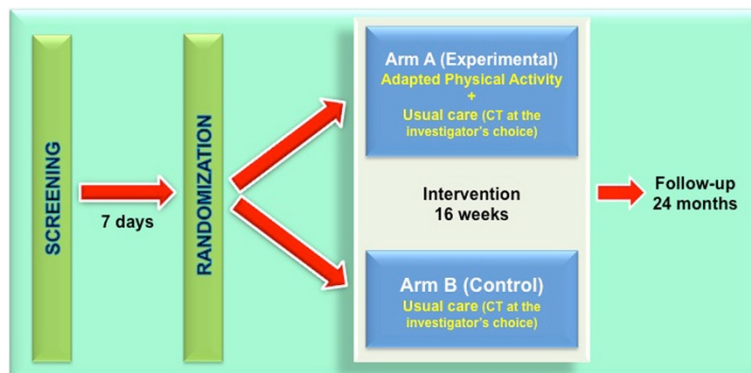 SCREENING
7 days
RANDOMIZATION
Arm A (Experimental)
Adapted Physical Activity
+
Usual care (CT at the
investigator's choice)
Intervention
16 weeks
Arm B (Control)
Usual care (CT at the
investigator's choice)
Follow-up
24 months